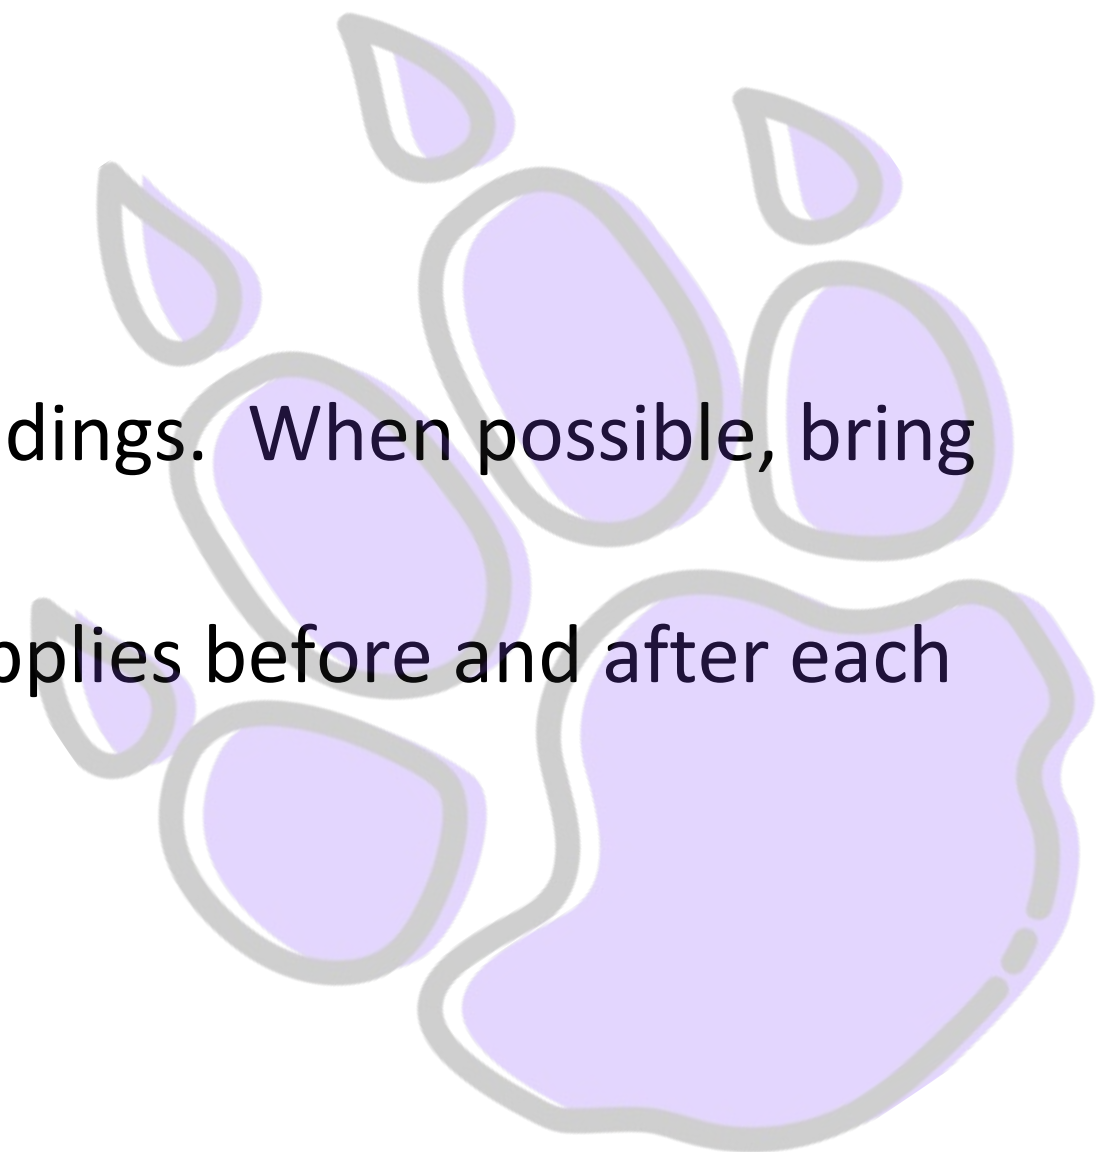 dings.  When possible, bring
pplies before and after each